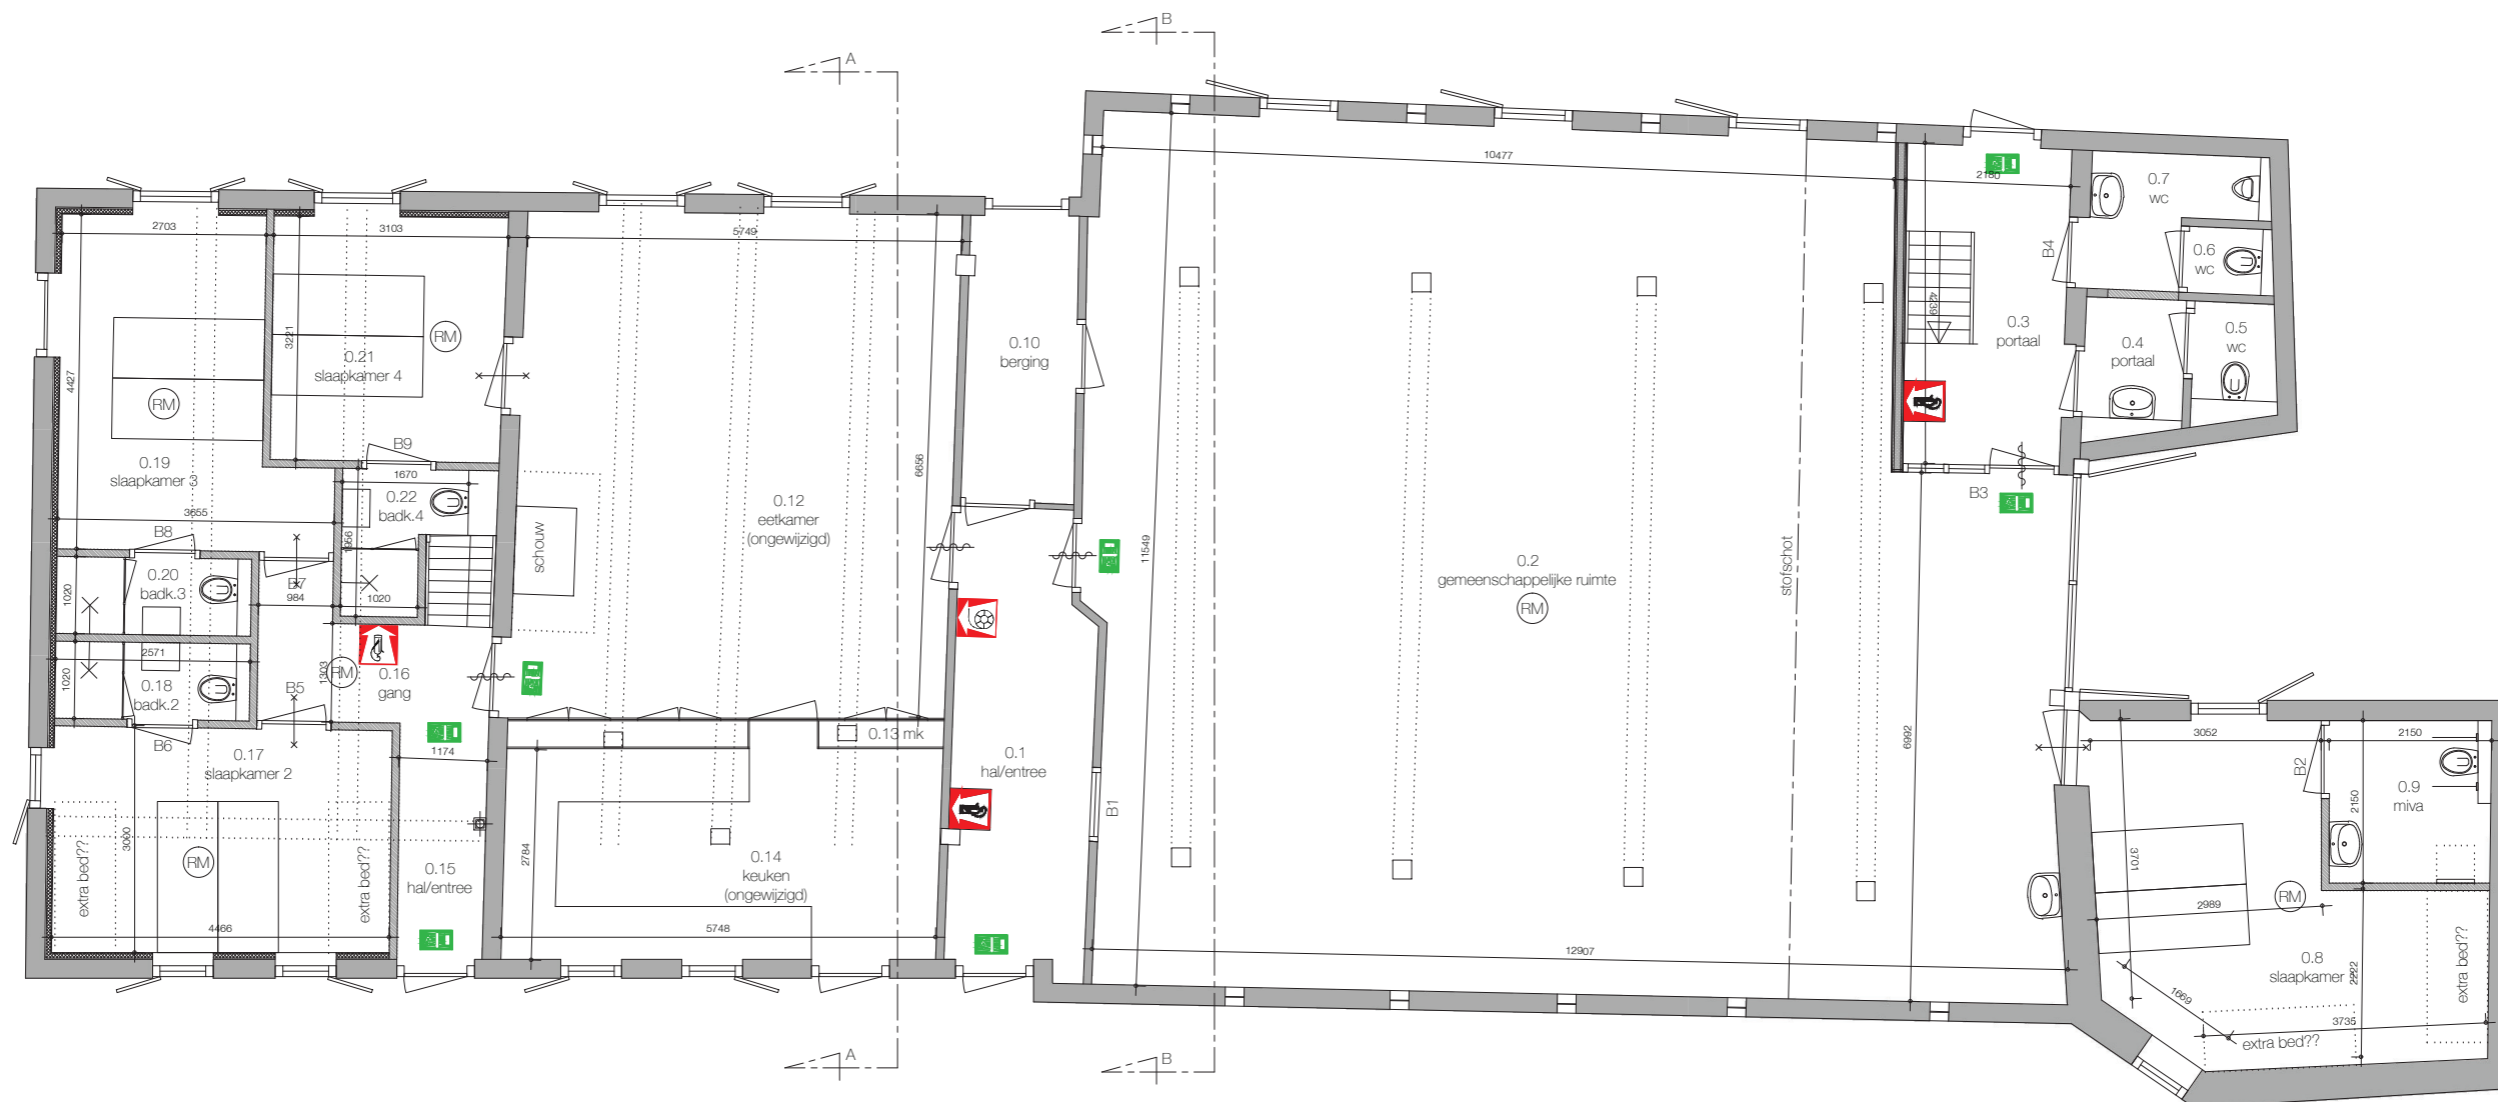 B
A
10477
2180
0.7
WC
2703
3103
5749
B4
0.6
WC
4239
0.3
portaal
0.5
WC
0.4
portaal
3221
RM
0.10
berging
0.21
slaapkamer 4
4427
RM
B9
0.19
slaapkamer 3
1670
0.22
badk.4
6656
0.12
eetkamer
(ongewijzigd)
B3
3655
B8
1956
schouw
11549
stofschot
0.2
gemeenschappelijke ruimte
RM
0.20
badk.3
B7
984
1020
1020
2571
1303
RM
0.16
gang
1020
0.18
badk.2
B5
B6
0.17
slaapkamer 2
1174
0.13 mk
0.1
hal/entree
6992
3052
2150
B2
0.9
miva
2150
B1
3000
RM
extra bed??
extra bed??
2784
0.14
keuken
(ongewijzigd)
0.15
hal/entree
3701
RM
2989
4466
5748
12907
0.8
slaapkamer
2222
extra bed??
1669
3735
extra bed??
A
B